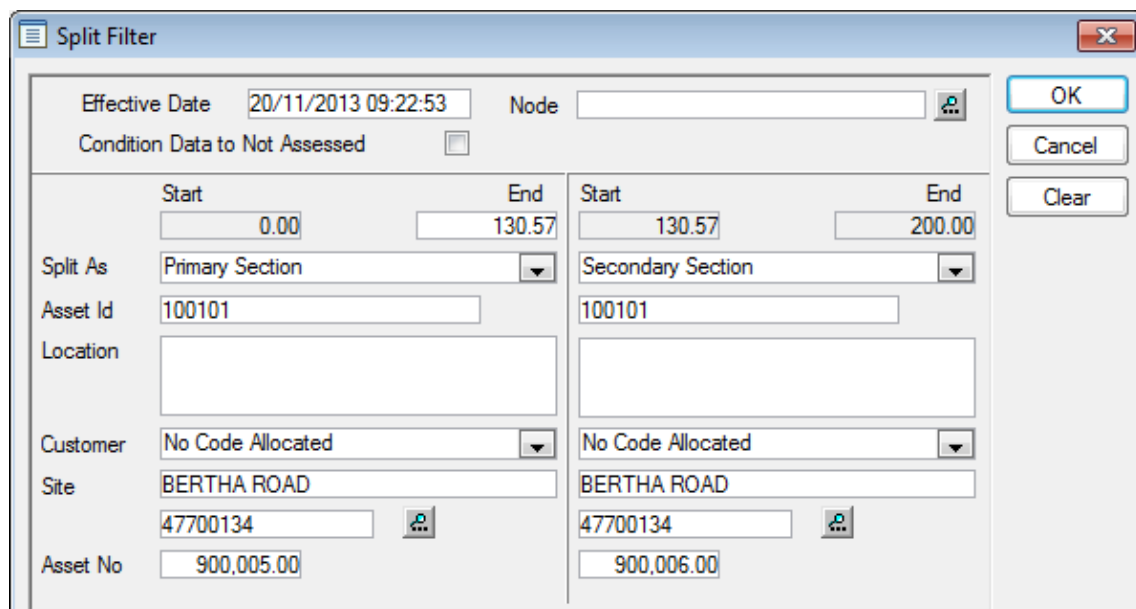 Split Filter
Effective Date 20/11/2013 09:22:53 Node OK
Condition Data to Not Assessed Cancel
Start End Start End Clear
0.00 130.57 130.57 200.00
Split As Primary Section Secondary Section
Asset Id 100101 100101
Location
Customer No Code Allocated No Code Allocated
Site BERTHA ROAD BERTHA ROAD
47700134 47700134
Asset No 900,005.00 900,006.00